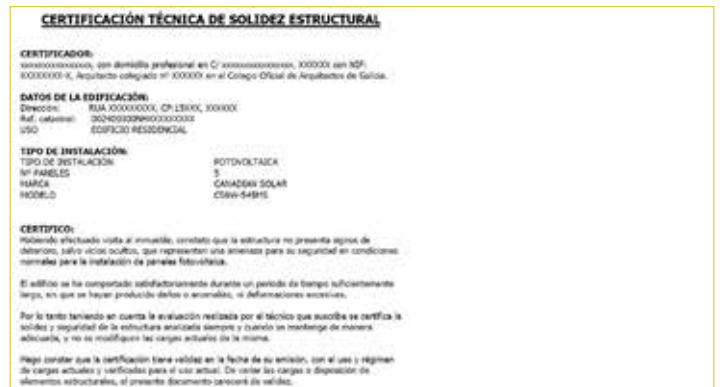 CERTIFICACIÓN TÉCNICA DE SOLIDEZ ESTRUCTURAL
CERTIFICADOR:
con domicilio profesional en C/ con NIF:
Arquitecto colegiado nº XXXXXX en el Colegio Oficial de Arquitectos de Galicia.
DATOS DE LA EDIFICACIÓN:
Dirección: RUA
Ref. catastral:
USO EDIFICIO RESIDENCIAL
TIPO DE INSTALACIÓN:
TIPO DE INSTALACIÓN FOTOVOLTAICA
Nº PANELES 5
MARCA CANADIAN SOLAR
MODELO
CERTIFICO:
Habiendo efectuado visita al inmueble, constato que la estructura no presenta signos de
deterioro, salvo vicios ocultos, que representen una amenaza para su seguridad en condiciones
normales para la instalación de paneles fotovoltaica.
El edificio se ha comportado satisfactoriamente durante un periodo de tiempo suficientemente
largo, sin que se hayan producido daños o anomalías, ni deformaciones excesivas.
Por lo tanto teniendo en cuenta la evaluación realizada por el técnico que suscribe se certifica la
solidez y seguridad de la estructura analizada siempre y cuando se mantenga de manera
adecuada, y no se modifiquen las cargas actuales de la misma.
Hago constar que la certificación tiene validez en la fecha de su emisión, con el uso y régimen
de cargas actuales y verificadas para el uso actual. De variar las cargas o disposición de
elementos estructurales, el presente documento carecerá de validez.